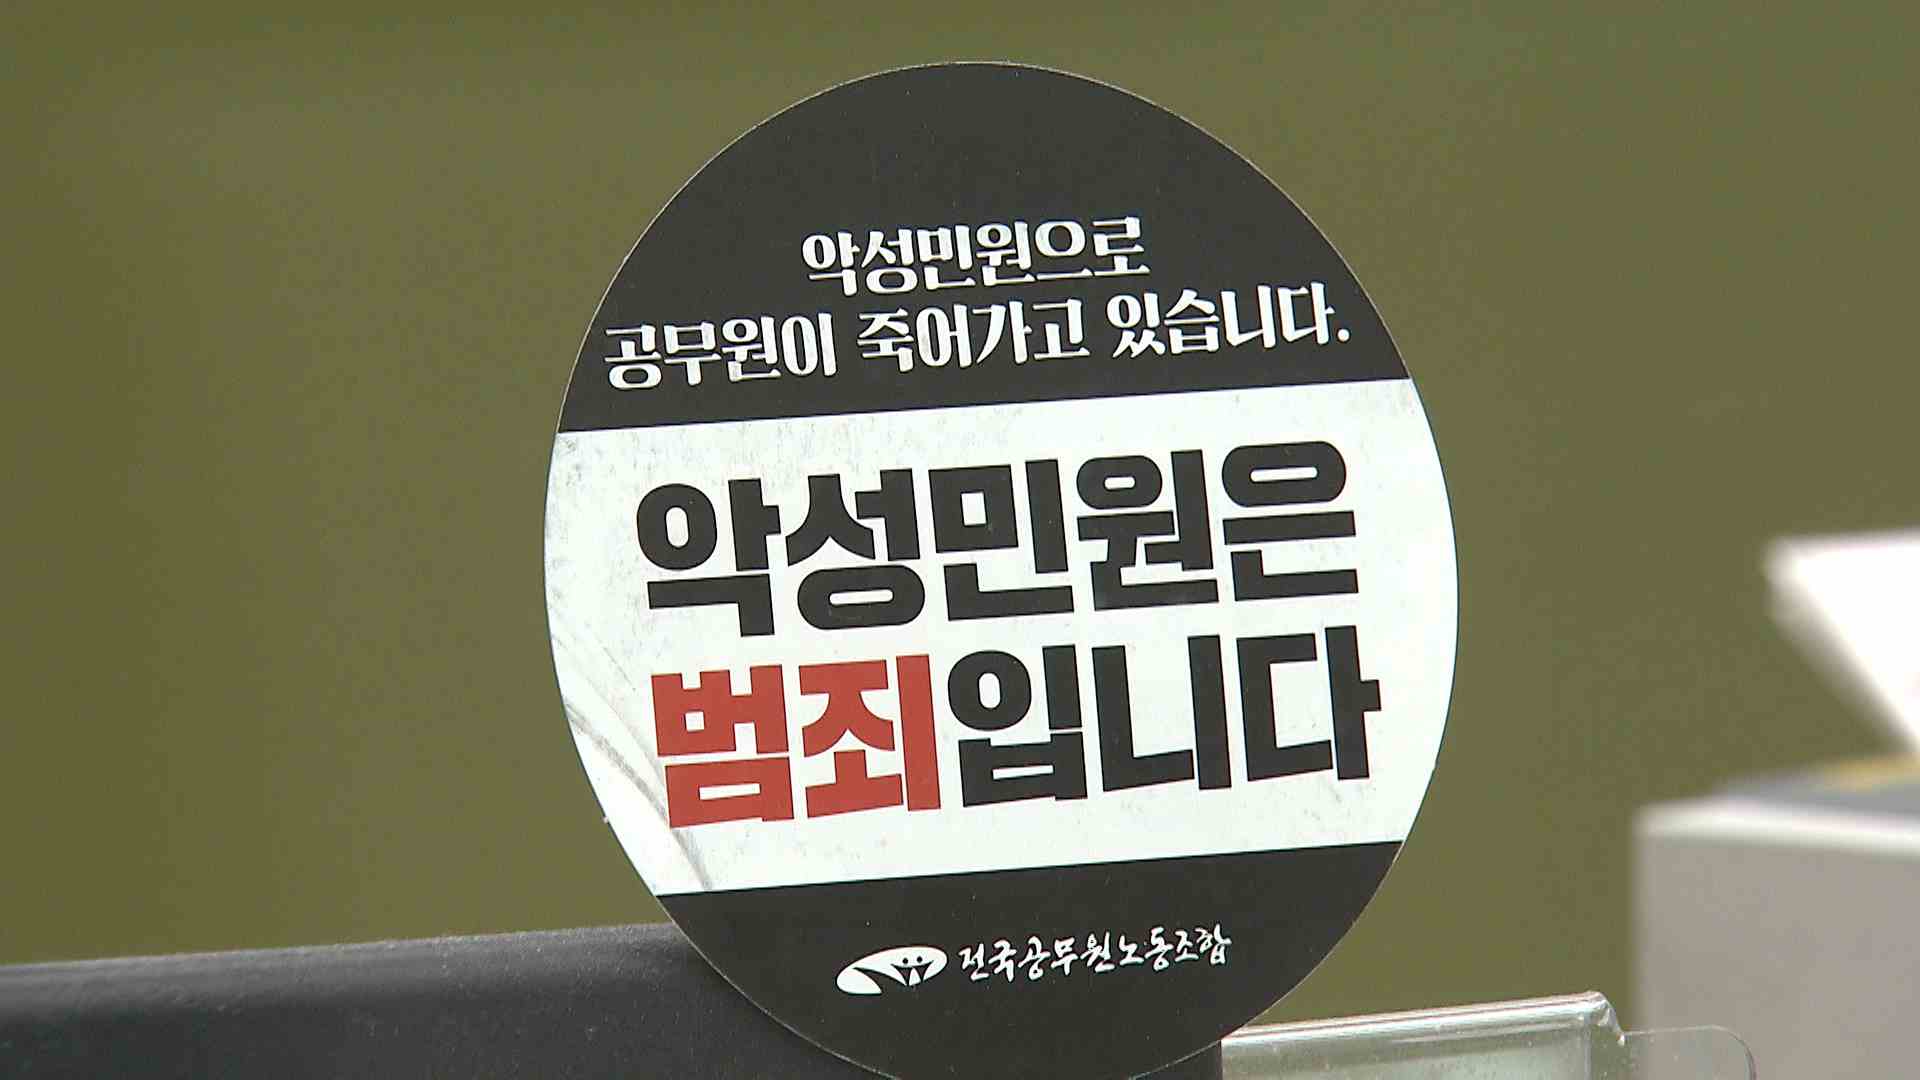 악성민원으로
공무원이 죽어가고 있습니다.
악성민원은
범죄입니다
전국공무원노동조합